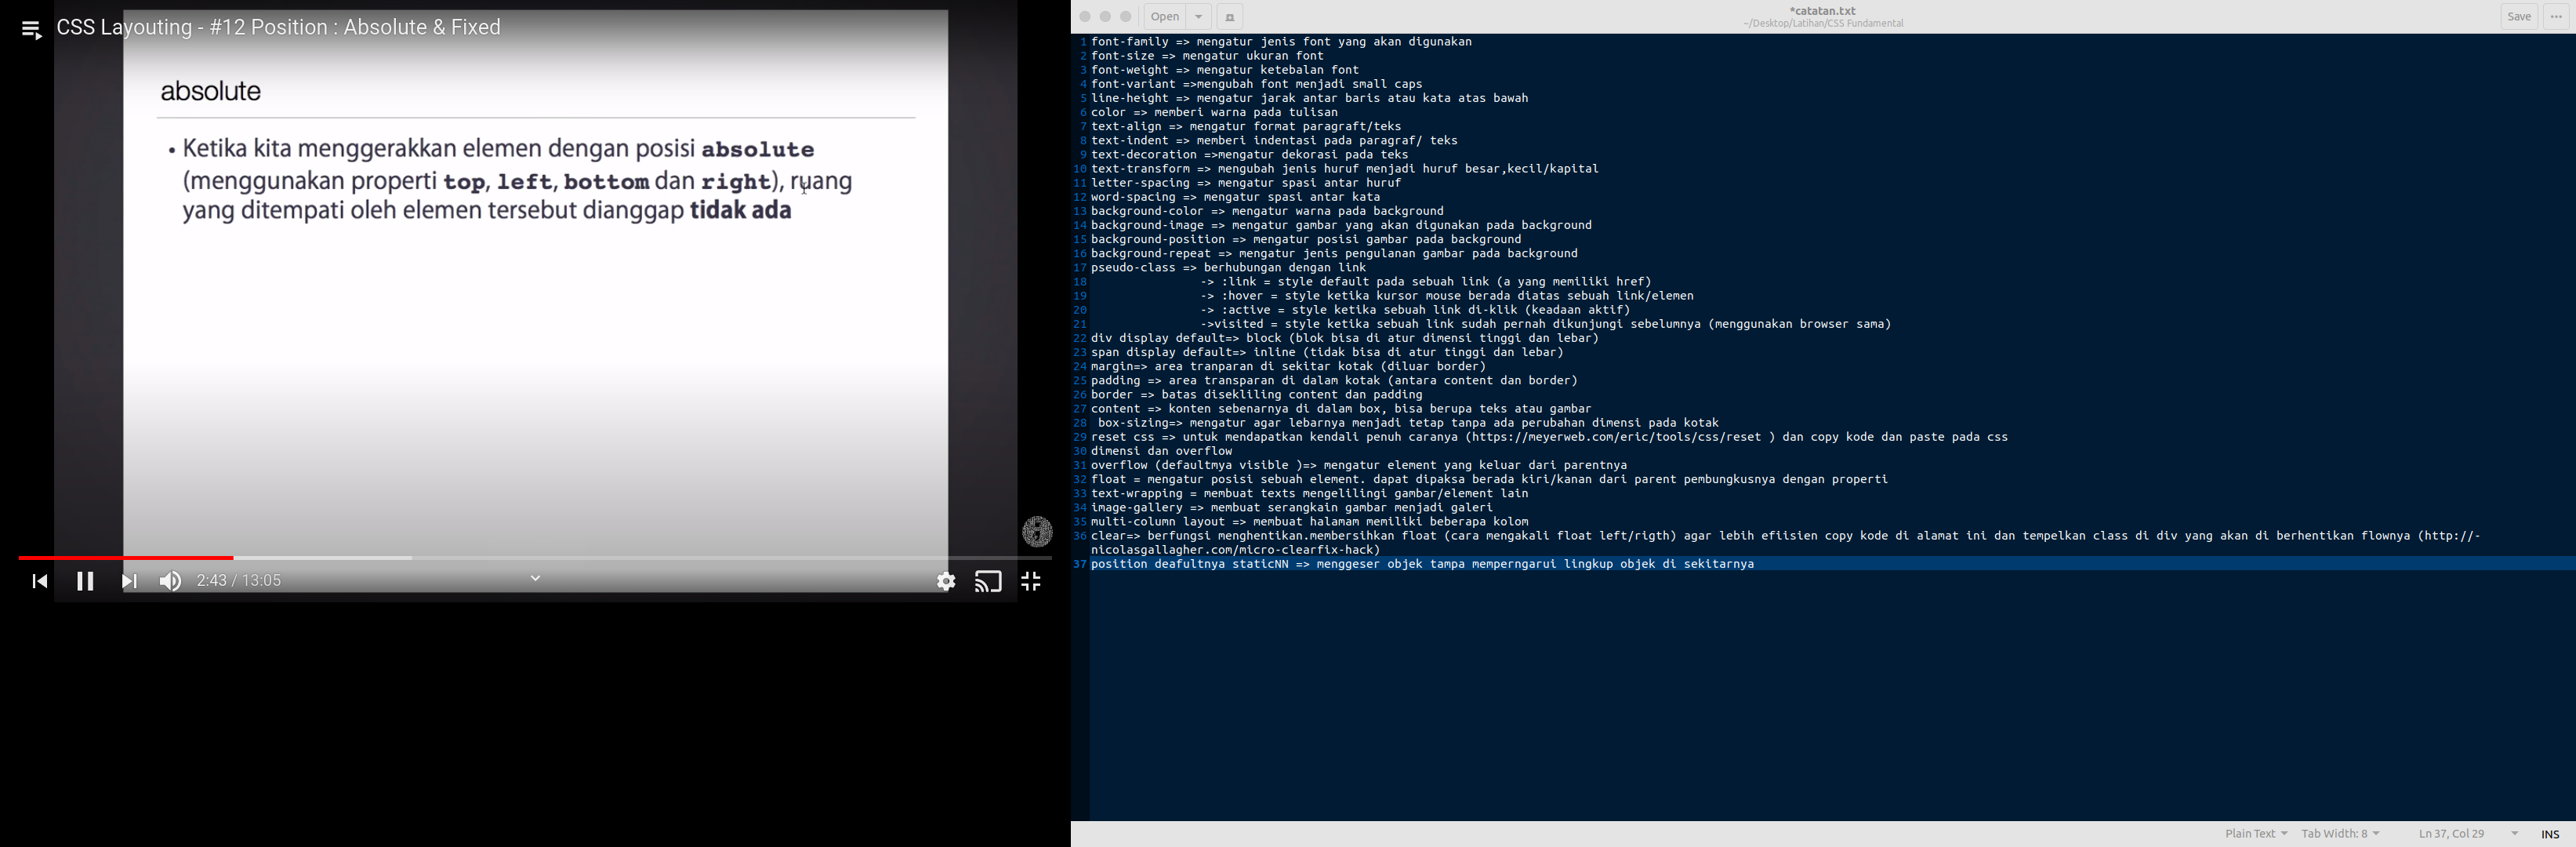 CSS Layouting - #12 Position : Absolute & Fixed
absolute
• Ketika kita menggerakkan elemen dengan posisi absolute
(menggunakan properti top, left, bottom dan right), ruang
yang ditempati oleh elemen tersebut dianggap tidak ada
2:43 / 13:05
Open
*catatan.txt
~/Desktop/Latihan/CSS Fundamental
Save
1 font-family => mengatur jenis font yang akan digunakan
2 font-size => mengatur ukuran font
3 font-weight => mengatur ketebalan font
4 font-variant =>mengubah font menjadi small caps
5 line-height => mengatur jarak antar baris atau kata atas bawah
6 color => memberi warna pada tulisan
7 text-align => mengatur format paragraft/teks
8 text-indent => memberi indentasi pada paragraf/ teks
9 text-decoration =>mengatur dekorasi pada teks
10 text-transform => mengubah jenis huruf menjadi huruf besar,kecil/kapital
11 letter-spacing => mengatur spasi antar huruf
12 word-spacing => mengatur spasi antar kata
13 background-color => mengatur warna pada background
14 background-image => mengatur gambar yang akan digunakan pada background
15 background-position => mengatur posisi gambar pada background
16 background-repeat => mengatur jenis pengulanan gambar pada background
17 pseudo-class => berhubungan dengan link
18 -> :link = style default pada sebuah link (a yang memiliki href)
19 -> :hover = style ketika kursor mouse berada diatas sebuah link/elemen
20 -> :active = style ketika sebuah link di-klik (keadaan aktif)
21 ->visited = style ketika sebuah link sudah pernah dikunjungi sebelumnya (menggunakan browser sama)
22 div display default=> block (blok bisa di atur dimensi tinggi dan lebar)
23 span display default=> inline (tidak bisa di atur tinggi dan lebar)
24 margin=> area tranparan di sekitar kotak (diluar border)
25 padding => area transparan di dalam kotak (antara content dan border)
26 border => batas disekliling content dan padding
27 content => konten sebenarnya di dalam box, bisa berupa teks atau gambar
28 box-sizing=> mengatur agar lebarnya menjadi tetap tanpa ada perubahan dimensi pada kotak
29 reset css => untuk mendapatkan kendali penuh caranya (https://meyerweb.com/eric/tools/css/reset ) dan copy kode dan paste pada css
30 dimensi dan overflow
31 overflow (defaultmya visible )=> mengatur element yang keluar dari parentnya
32 float = mengatur posisi sebuah element. dapat dipaksa berada kiri/kanan dari parent pembungkusnya dengan properti
33 text-wrapping = membuat texts mengelilingi gambar/element lain
34 image-gallery => membuat serangkain gambar menjadi galeri
35 multi-column layout => membuat halamam memiliki beberapa kolom
36 clear=> berfungsi menghentikan.membersihkan float (cara mengakali float left/rigth) agar lebih efiisien copy kode di alamat ini dan tempelkan class di div yang akan di berhentikan flownya (http://-
nicolasgallagher.com/micro-clearfix-hack)
37 position deafultnya staticNN => menggeser objek tampa memperngarui lingkup objek di sekitarnya
Plain Text
Tab Width: 8
Ln 37, Col 29
INS